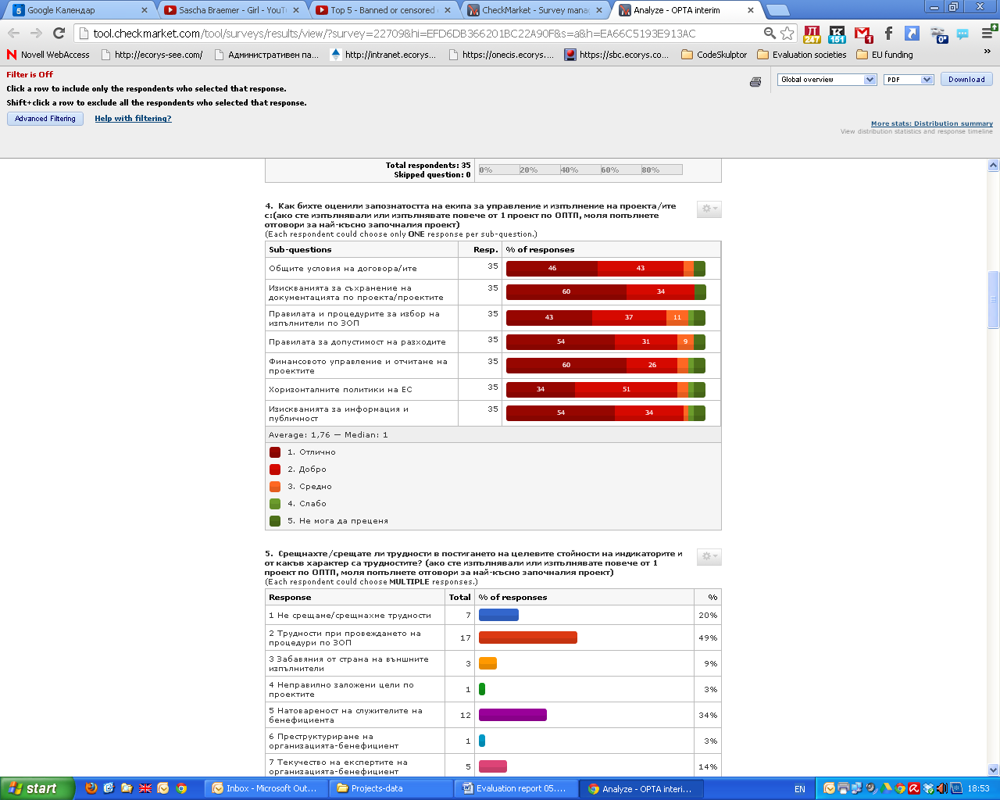 Google Календар
Sascha Braemer - Girl - YouT
Top 5 - Banned or censored
CheckMarket - Survey mana
Analyze - OPTA interim
tool.checkmarket.com/tool/surveys/results/view/?survey=22709&hi=EFD6DB366201BC22A90F&s=a&h=EA66C5193E913AC
247
151
1
0°
Novell WebAccess
http://ecorys-see.com/
Административен па...
http://intranet.ecorys...
https://onecis.ecorys....
https://sbc.ecorys.co...
CodeSkulptor
Evaluation societies
EU funding
Filter is Off
Click a row to include only the respondents who selected that response.
Shift+click a row to exclude all the respondents who selected that response.
Advanced Filtering
Help with filtering?
Global overview
PDF
Download
More stats: Distribution summary
View distribution statistics and response timeline
Total respondents: 35
Skipped question: 0
0% 20% 40% 60% 80%
4. Как бихте оценили запознатостта на екипа за управление и изпълнение на проекта/ите
с:(ако сте изпълнявали или изпълнявате повече от 1 проект по ОПТП, моля попълнете
отговори за най-късно започналия проект)
(Each respondent could choose only ONE response per sub-question.)
Sub-questions Resp. % of responses
Общите условия на договора/ите 35 46 43
Изискванията за съхранение на
документацията по проекта/проектите 35 60 34
Правилата и процедурите за избор на
изпълнители по ЗОП 35 43 37 11
Правилата за допустимост на разходите 35 54 31 9
Финансовото управление и отчитане на
проектите 35 60 26
Хоризонталните политики на ЕС 35 34 51
Изискванията за информация и
публичност 35 54 34
Average: 1,76 — Median: 1
1. Отлично
2. Добро
3. Средно
4. Слабо
5. Не мога да преценя
5. Срещнахте/срещате ли трудности в постигането на целевите стойности на индикаторите и
от какъв характер са трудностите? (ако сте изпълнявали или изпълнявате повече от 1
проект по ОПТП, моля попълнете отговори за най-късно започналия проект)
(Each respondent could choose MULTIPLE responses.)
Response Total % of responses %
1 Не срещаме/срещнахме трудности 7 20%
2 Трудности при провеждането на
процедури по ЗОП 17 49%
3 Забавяния от страна на външните
изпълнители 3 9%
4 Неправилно заложени цели по
проектите 1 3%
5 Натовареност на служителите на
бенефициента 12 34%
6 Преструктуриране на
организацията-бенефициент 1 3%
7 Текучество на експертите на
организацията-бенефициент 5 14%
start
Inbox - Microsoft Out...
Projects-data
Evaluation report 05....
Analyze - OPTA interi...
EN
18:53